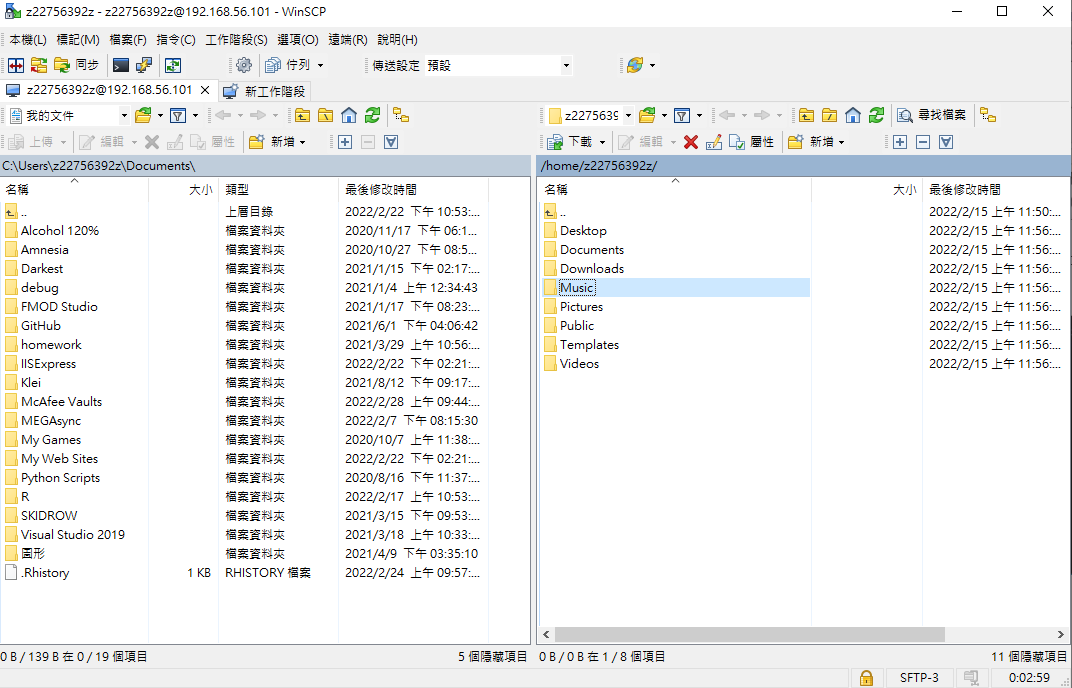 z22756392z - z22756392z@192.168.56.101 - WinSCP
本機(L) 標記(M) 檔案(F) 指令(C) 工作階段(S) 選項(O) 遠端(R) 說明(H)
同步 佇列 傳送設定 預設
z22756392z@192.168.56.101 新工作階段
我的文件 z2275639 尋找檔案
上傳 編輯 屬性 新增 下載 編輯 屬性 新增
C:\Users\z22756392z\Documents\ /home/z22756392z/
名稱 大小 類型 最後修改時間 名稱 大小 最後修改時間
.. 上層目錄 2022/2/22 下午 10:53:... .. 2022/2/15 上午 11:50:...
Alcohol 120% 檔案資料夾 2020/11/17 下午 06:1... Desktop 2022/2/15 上午 11:56:...
Amnesia 檔案資料夾 2020/10/27 下午 08:5... Documents 2022/2/15 上午 11:56:...
Darkest 檔案資料夾 2021/1/15 下午 02:17:... Downloads 2022/2/15 上午 11:56:...
debug 檔案資料夾 2021/1/4 上午 12:34:43 Music 2022/2/15 上午 11:56:...
FMOD Studio 檔案資料夾 2021/1/17 下午 08:23:... Pictures 2022/2/15 上午 11:56:...
GitHub 檔案資料夾 2021/6/1 下午 04:06:42 Public 2022/2/15 上午 11:56:...
homework 檔案資料夾 2021/3/29 上午 10:56:... Templates 2022/2/15 上午 11:56:...
IISExpress 檔案資料夾 2022/2/22 下午 02:21:... Videos 2022/2/15 上午 11:56:...
Klei 檔案資料夾 2021/8/12 下午 09:17:...
McAfee Vaults 檔案資料夾 2022/2/28 上午 09:44:...
MEGAsync 檔案資料夾 2022/2/7 下午 08:15:30
My Games 檔案資料夾 2020/10/7 上午 11:38:...
My Web Sites 檔案資料夾 2022/2/22 下午 02:21:...
Python Scripts 檔案資料夾 2020/8/16 下午 11:37:...
R 檔案資料夾 2022/2/17 上午 10:53:...
SKIDROW 檔案資料夾 2021/3/15 下午 09:53:...
Visual Studio 2019 檔案資料夾 2021/3/18 上午 10:33:...
圖形 檔案資料夾 2021/4/9 下午 03:35:10
.Rhistory 1 KB RHISTORY 檔案 2022/2/24 上午 09:57:...
0 B / 139 B 在 0 / 19 個項目 5 個隱藏項目 0 B / 0 B 在 1 / 8 個項目 11 個隱藏項目
SFTP-3 0:02:59